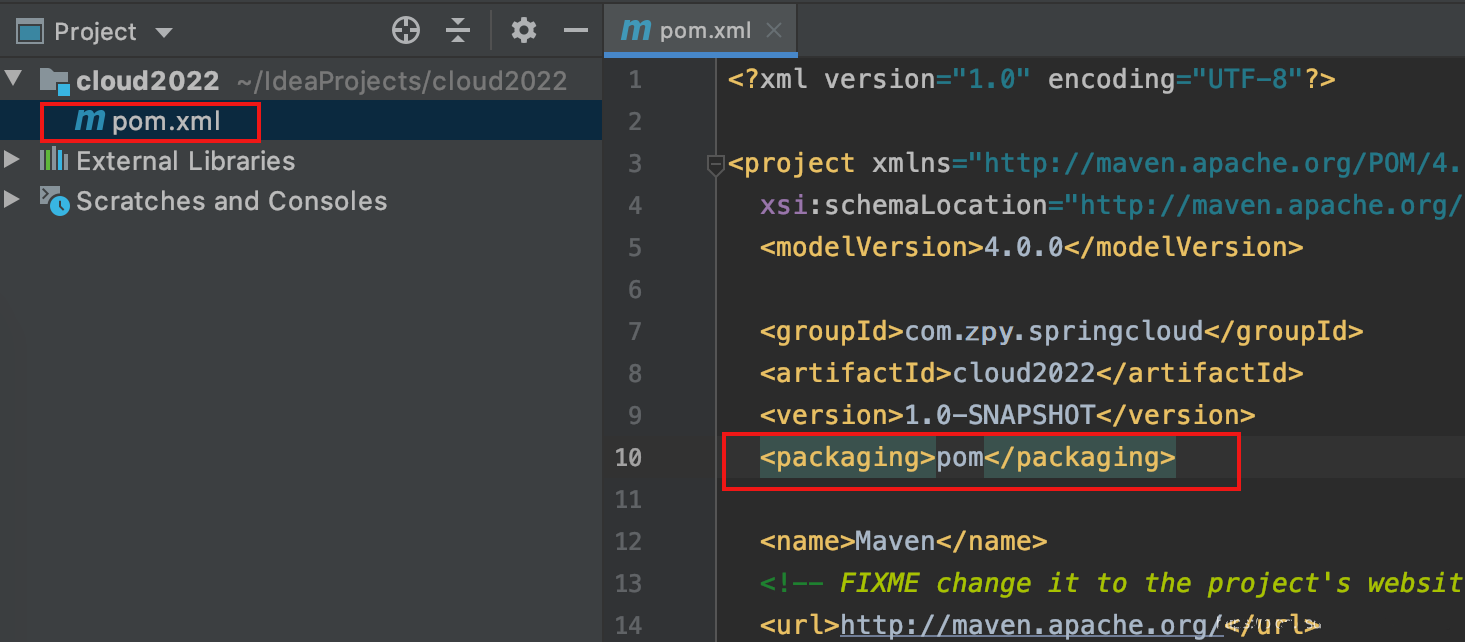 Project
pom.xml
cloud2022 ~/IdeaProjects/cloud2022
pom.xml
External Libraries
Scratches and Consoles
1 <?xml version="1.0" encoding="UTF-8"?>
2
3 <project xmlns="http://maven.apache.org/POM/4.
4 xsi:schemaLocation="http://maven.apache.org/
5 <modelVersion>4.0.0</modelVersion>
6
7 <groupId>com.zpy.springcloud</groupId>
8 <artifactId>cloud2022</artifactId>
9 <version>1.0-SNAPSHOT</version>
10 <packaging>pom</packaging>
11
12 <name>Maven</name>
13 <!-- FIXME change it to the project's websit
14 <url>http://maven.apache.org/</url>